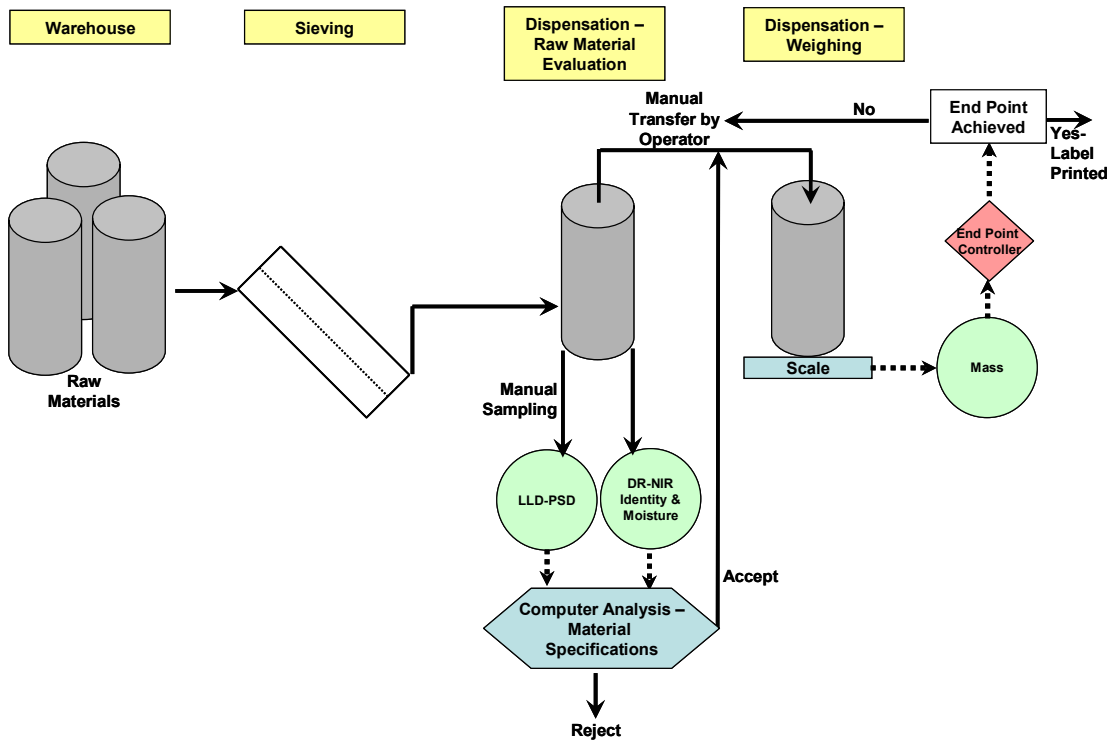 Warehouse
Sieving
Dispensation –
Raw Material
Evaluation
Dispensation –
Weighing
Manual
Transfer by
Operator
No
End Point
Achieved
Yes-
Label
Printed
End Point
Controller
Raw
Materials
Scale
Mass
Manual
Sampling
LLD-PSD
DR-NIR
Identity &
Moisture
Accept
Computer Analysis –
Material
Specifications
Reject